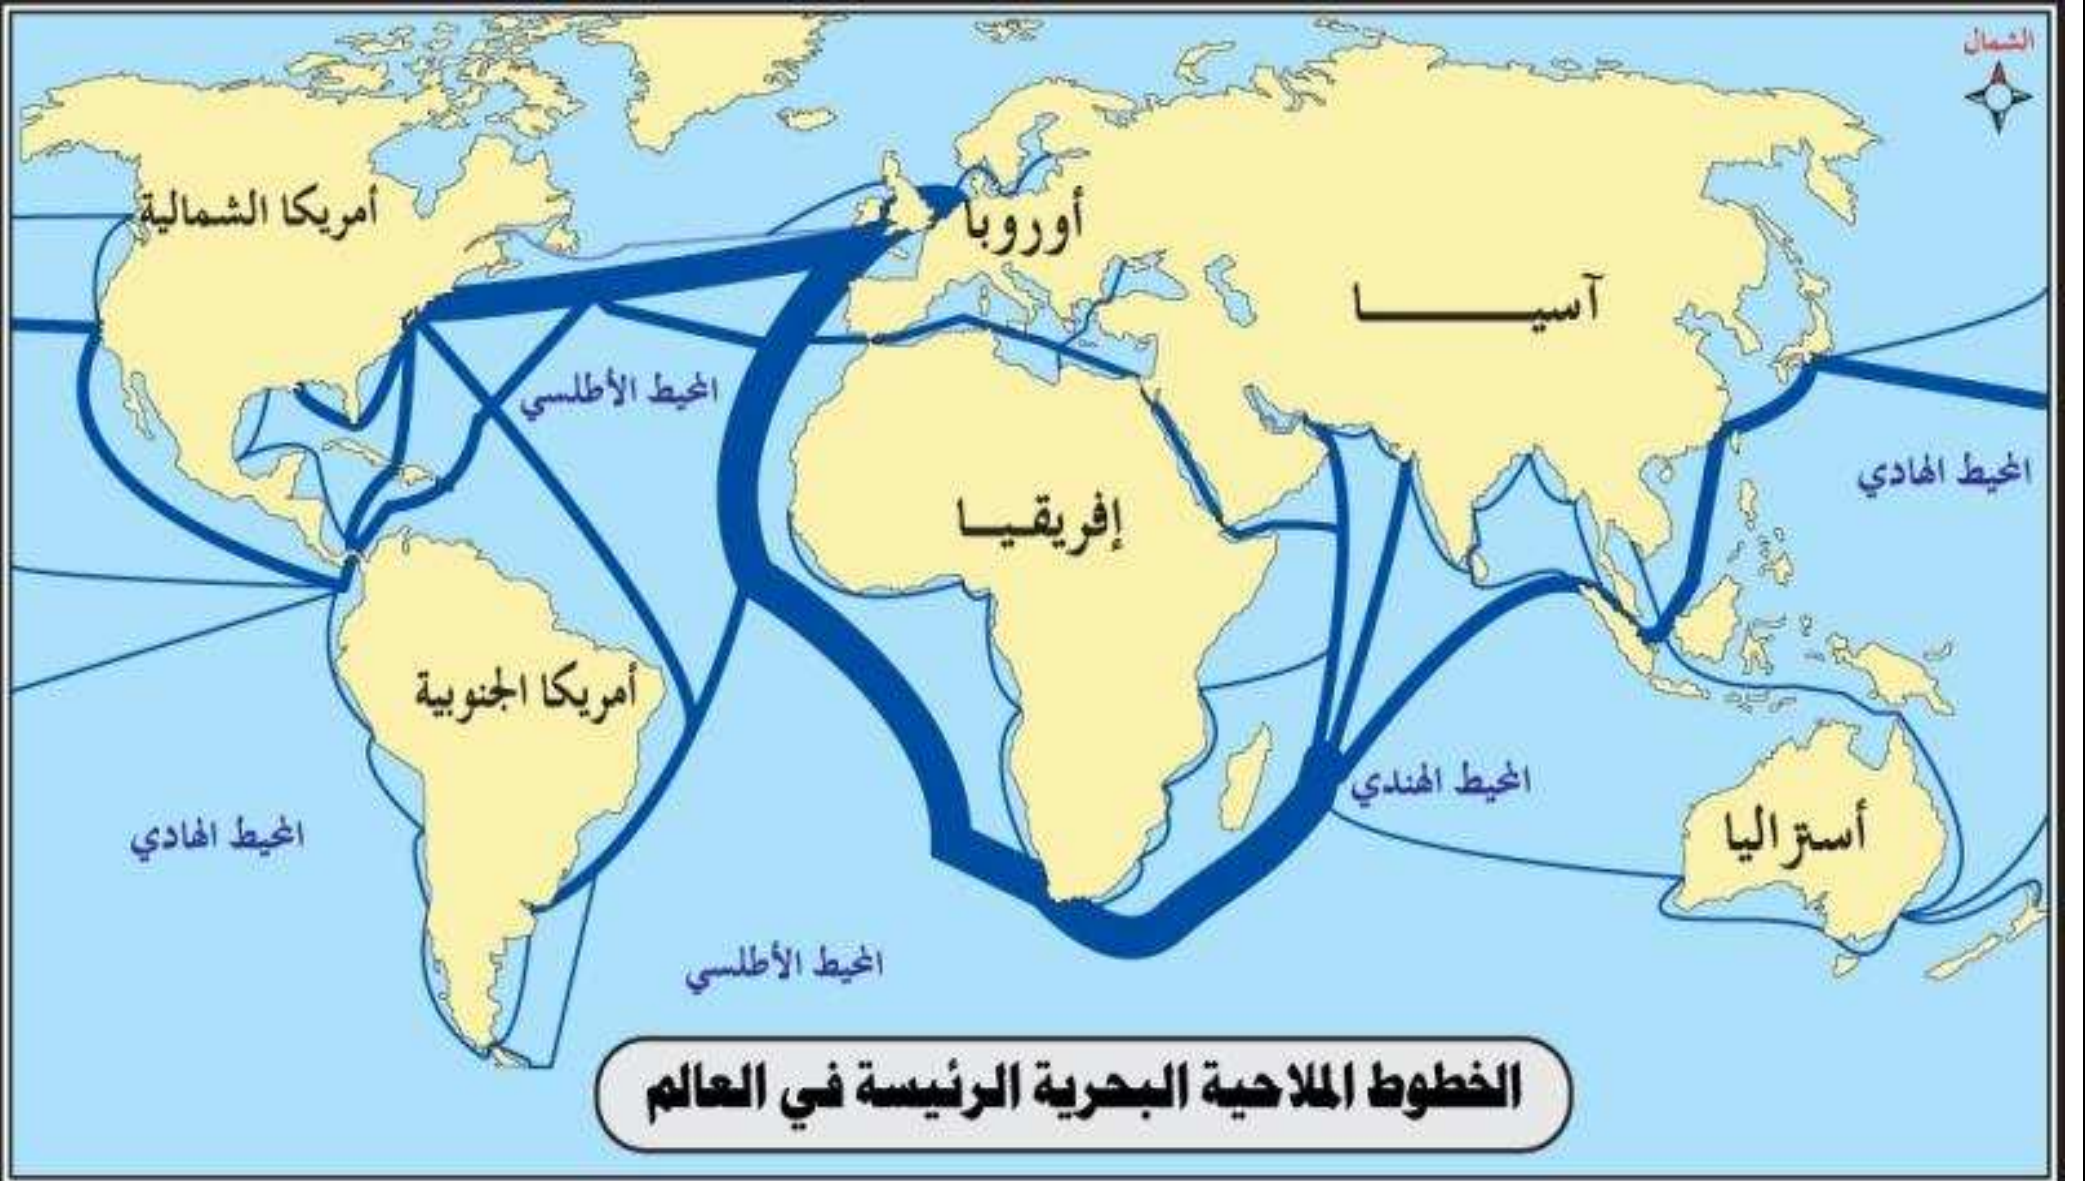 الشمال
أمريكا الشمالية
أوروبا
آسيـــــــا
المحيط الأطلسي
المحيط الهادي
إفريقيـــا
أمريكا الجنوبية
المحيط الهندي
المحيط الهادي
أستراليا
المحيط الأطلسي
الخطوط الملاحية البحرية الرئيسة في العالم